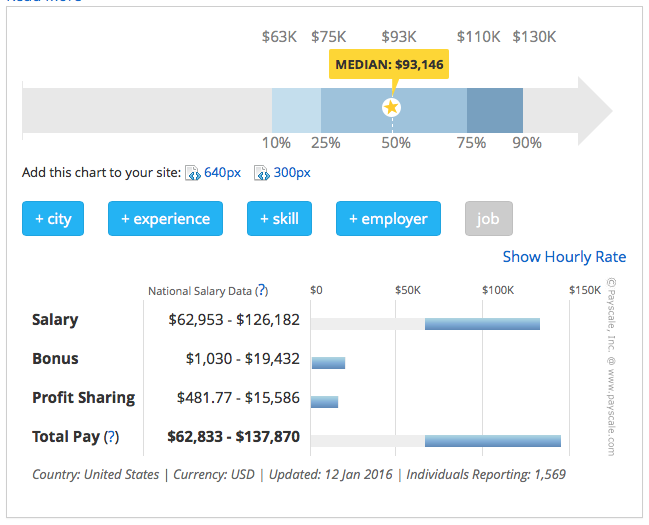 Read More
$63K $75K $93K $110K $130K
MEDIAN: $93,146
10% 25% 50% 75% 90%
Add this chart to your site: 640px 300px
+ city + experience + skill + employer job
Show Hourly Rate
National Salary Data (?) $0 $50K $100K $150K
Salary $62,953 - $126,182
Bonus $1,030 - $19,432
Profit Sharing $481.77 - $15,586
Total Pay (?) $62,833 - $137,870
© Payscale, Inc. @ www.payscale.com
Country: United States | Currency: USD | Updated: 12 Jan 2016 | Individuals Reporting: 1,569